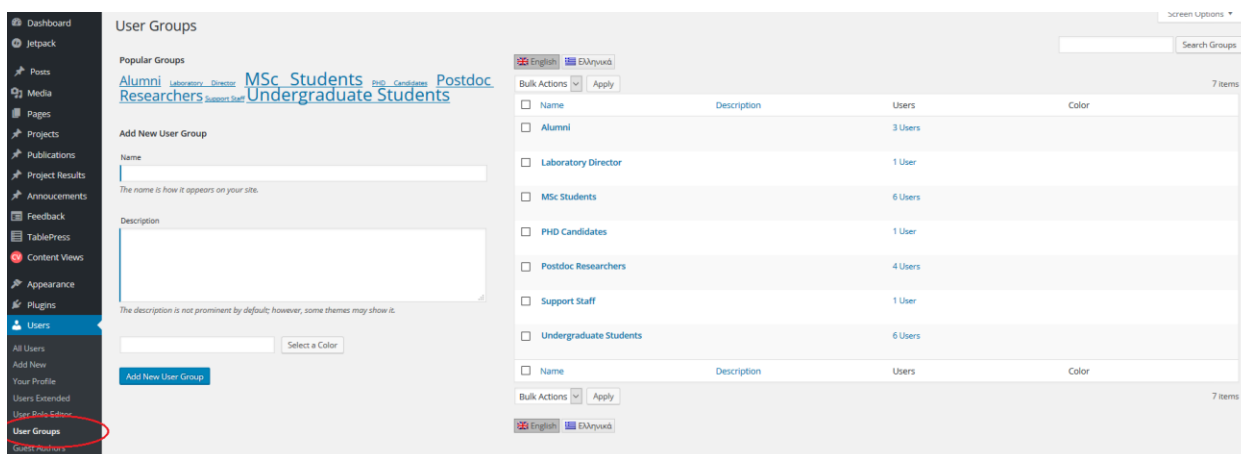 Dashboard
Jetpack
Posts
Media
Pages
Projects
Publications
Project Results
Annoucements
Feedback
TablePress
Content Views
Appearance
Plugins
Users
All Users
Add New
Your Profile
Users Extended
User Role Editor
User Groups
Guest Authors
Screen Options
User Groups
Search Groups
Popular Groups
Alumni Laboratory Director MSc Students PHD Candidates Postdoc
Researchers Support Staff Undergraduate Students
Add New User Group
Name
The name is how it appears on your site.
Description
The description is not prominent by default; however, some themes may show it.
Select a Color
Add New User Group
English Ελληνικά
Bulk Actions Apply 7 items
Name Description Users Color
Alumni 3 Users
Laboratory Director 1 User
MSc Students 6 Users
PHD Candidates 1 User
Postdoc Researchers 4 Users
Support Staff 1 User
Undergraduate Students 6 Users
Name Description Users Color
Bulk Actions Apply 7 items
English Ελληνικά